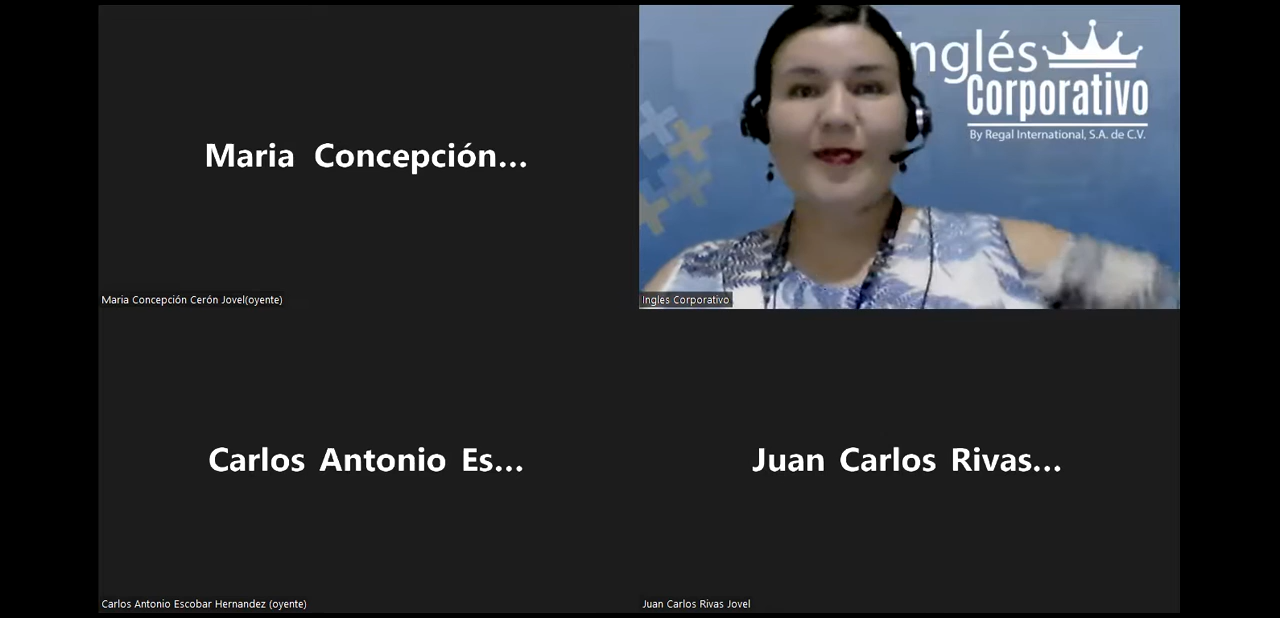 Maria Concepción...
Maria Concepción Cerón Jovel(oyente)
Inglés
Corporativo
By Regal International, S.A. de C.V.
Ingles Corporativo
Carlos Antonio Es...
Carlos Antonio Escobar Hernandez (oyente)
Juan Carlos Rivas...
Juan Carlos Rivas Jovel